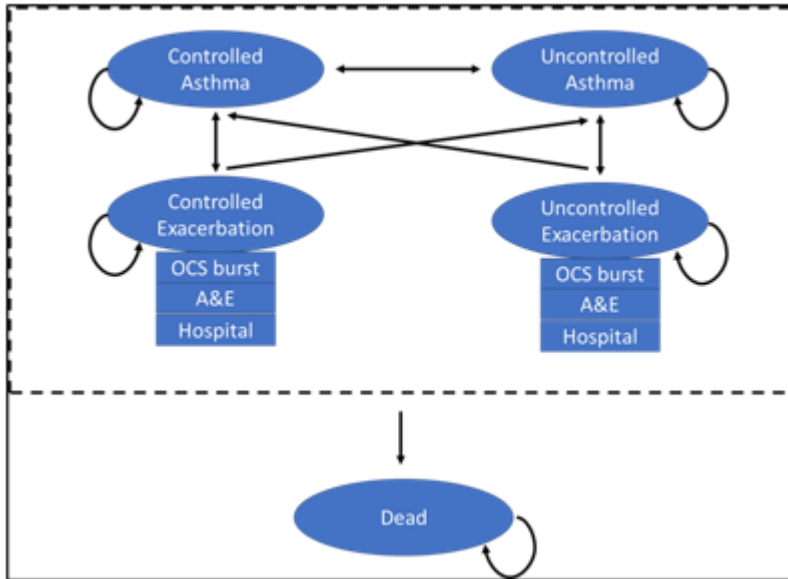 Controlled
Asthma
Uncontrolled
Asthma
Controlled
Exacerbation
OCS burst
A&E
Hospital
Uncontrolled
Exacerbation
OCS burst
A&E
Hospital
Dead